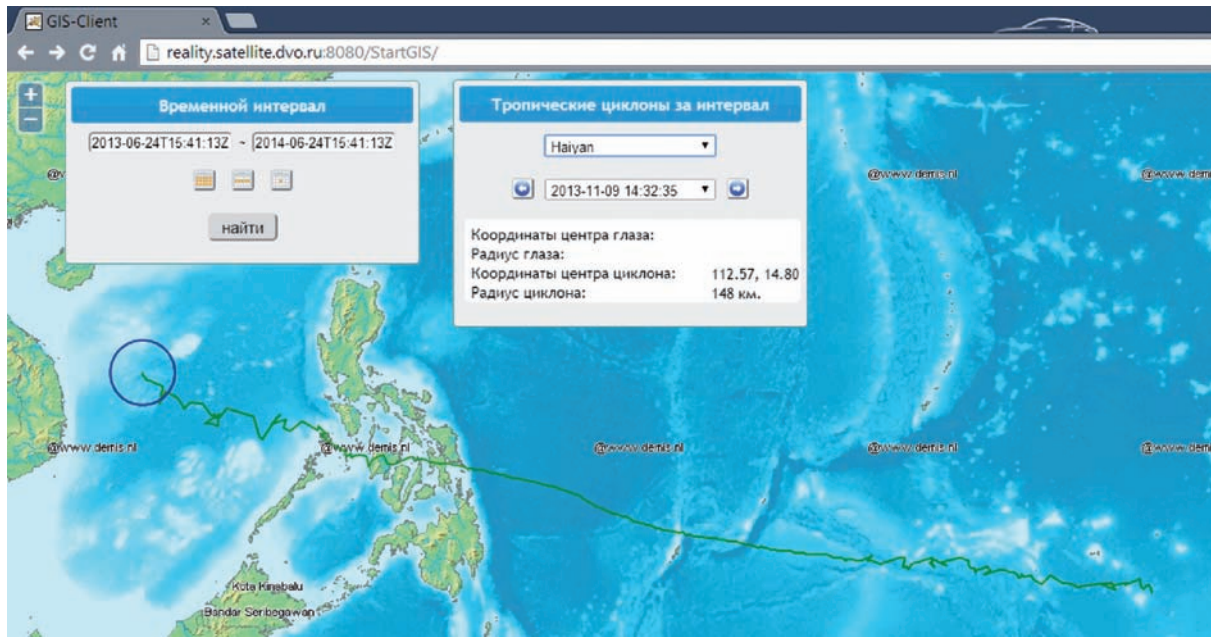 GIS-Client
reality.satellite.dvo.ru:8080/StartGIS/
Временной интервал
2013-06-24T15:41:13Z ~ 2014-06-24T15:41:13Z
найти
Тропические циклоны за интервал
Haiyan
2013-11-09 14:32:35
Координаты центра глаза:
Радиус глаза:
Координаты центра циклона: 112.57, 14.80
Радиус циклона: 148 км.
@www.demis.nl
@www.demis.nl @www.demis.nl @www.demis.nl @www.demis.nl
Kota Kinabalu
Bandar Seri begawan